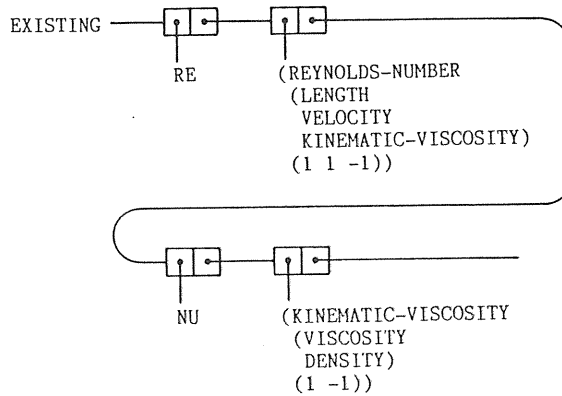 EXISTING
RE
(REYNOLDS-NUMBER
(LENGTH
VELOCITY
KINEMATIC-VISCOSITY)
(1 1 -1))
NU
(KINEMATIC-VISCOSITY
(VISCOSITY
DENSITY)
(1 -1))